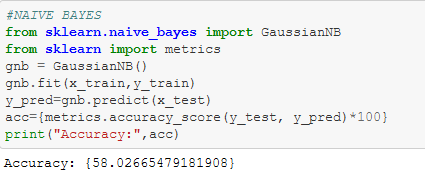 #NAIVE BAYES
from sklearn.naive_bayes import GaussianNB
from sklearn import metrics
gnb = GaussianNB()
gnb.fit(x_train,y_train)
y_pred=gnb.predict(x_test)
acc={metrics.accuracy_score(y_test, y_pred)*100}
print("Accuracy:",acc)
Accuracy: {58.02665479181908}